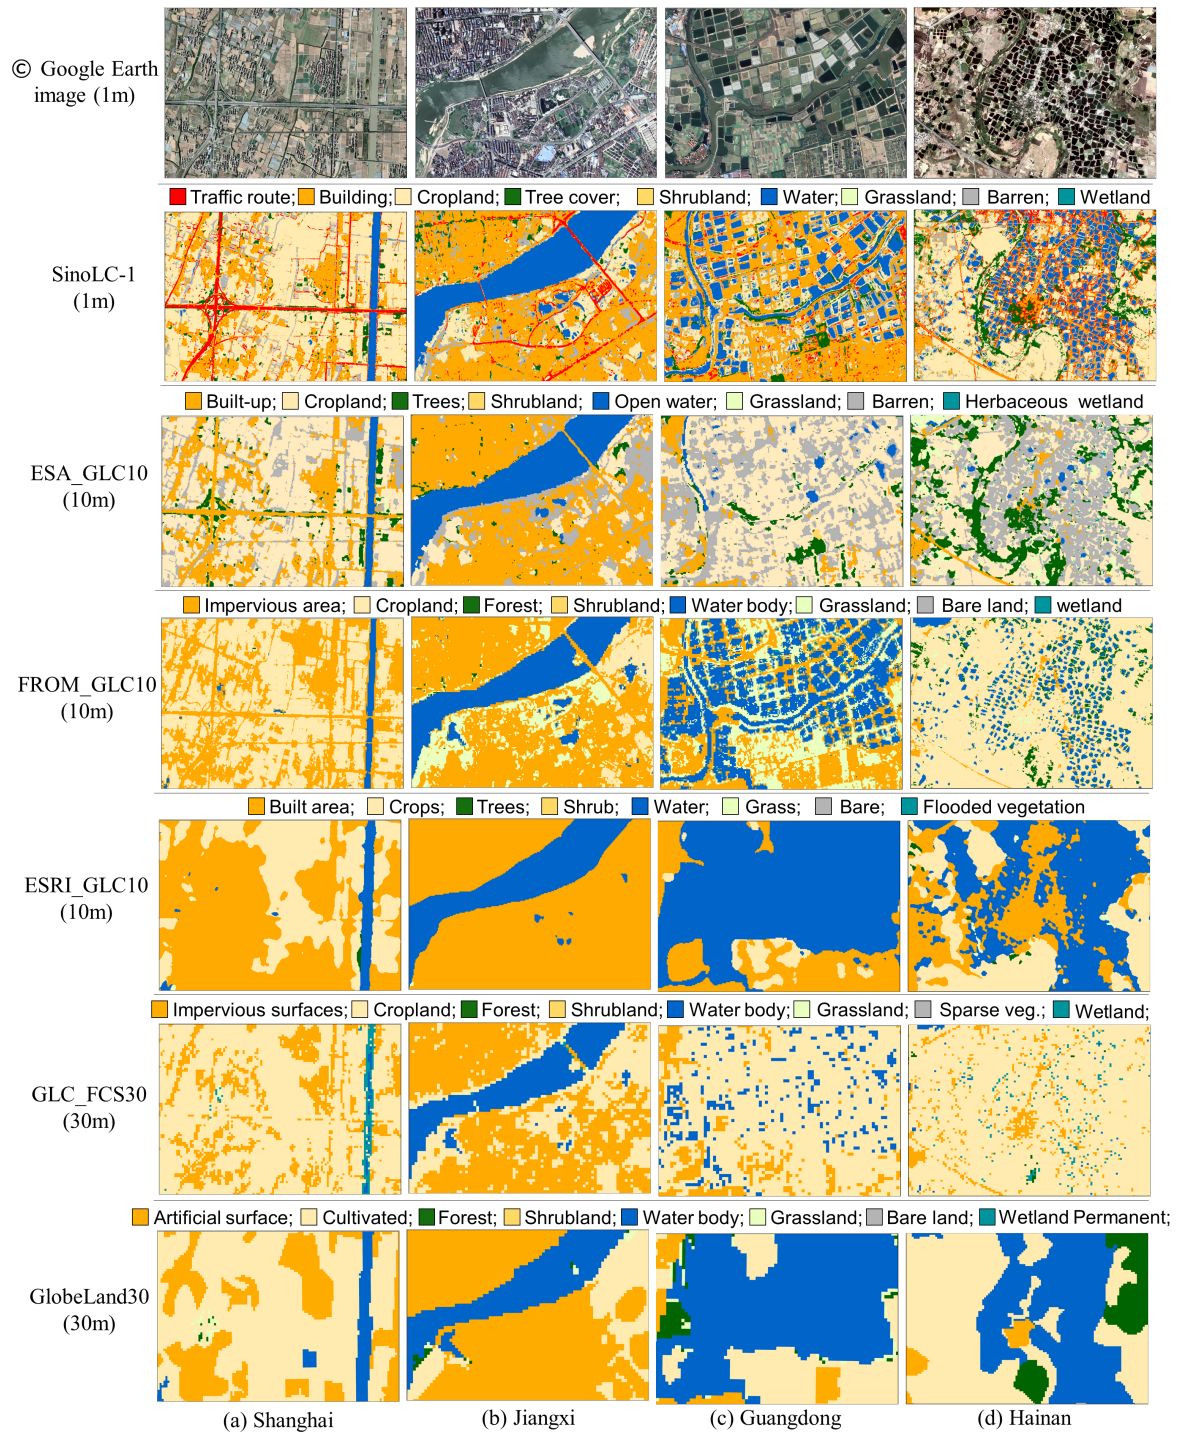 © Google Earth
image (1m)
Traffic route; Building; Cropland; Tree cover; Shrubland; Water; Grassland; Barren; Wetland
SinoLC-1
(1m)
Built-up; Cropland; Trees; Shrubland; Open water; Grassland; Barren; Herbaceous wetland
ESA_GLC10
(10m)
Impervious area; Cropland; Forest; Shrubland; Water body; Grassland; Bare land; wetland
FROM_GLC10
(10m)
Built area; Crops; Trees; Shrub; Water; Grass; Bare; Flooded vegetation
ESRI_GLC10
(10m)
Impervious surfaces; Cropland; Forest; Shrubland; Water body; Grassland; Sparse veg.; Wetland;
GLC_FCS30
(30m)
Artificial surface; Cultivated; Forest; Shrubland; Water body; Grassland; Bare land; Wetland Permanent;
GlobeLand30
(30m)
(a) Shanghai (b) Jiangxi (c) Guangdong (d) Hainan